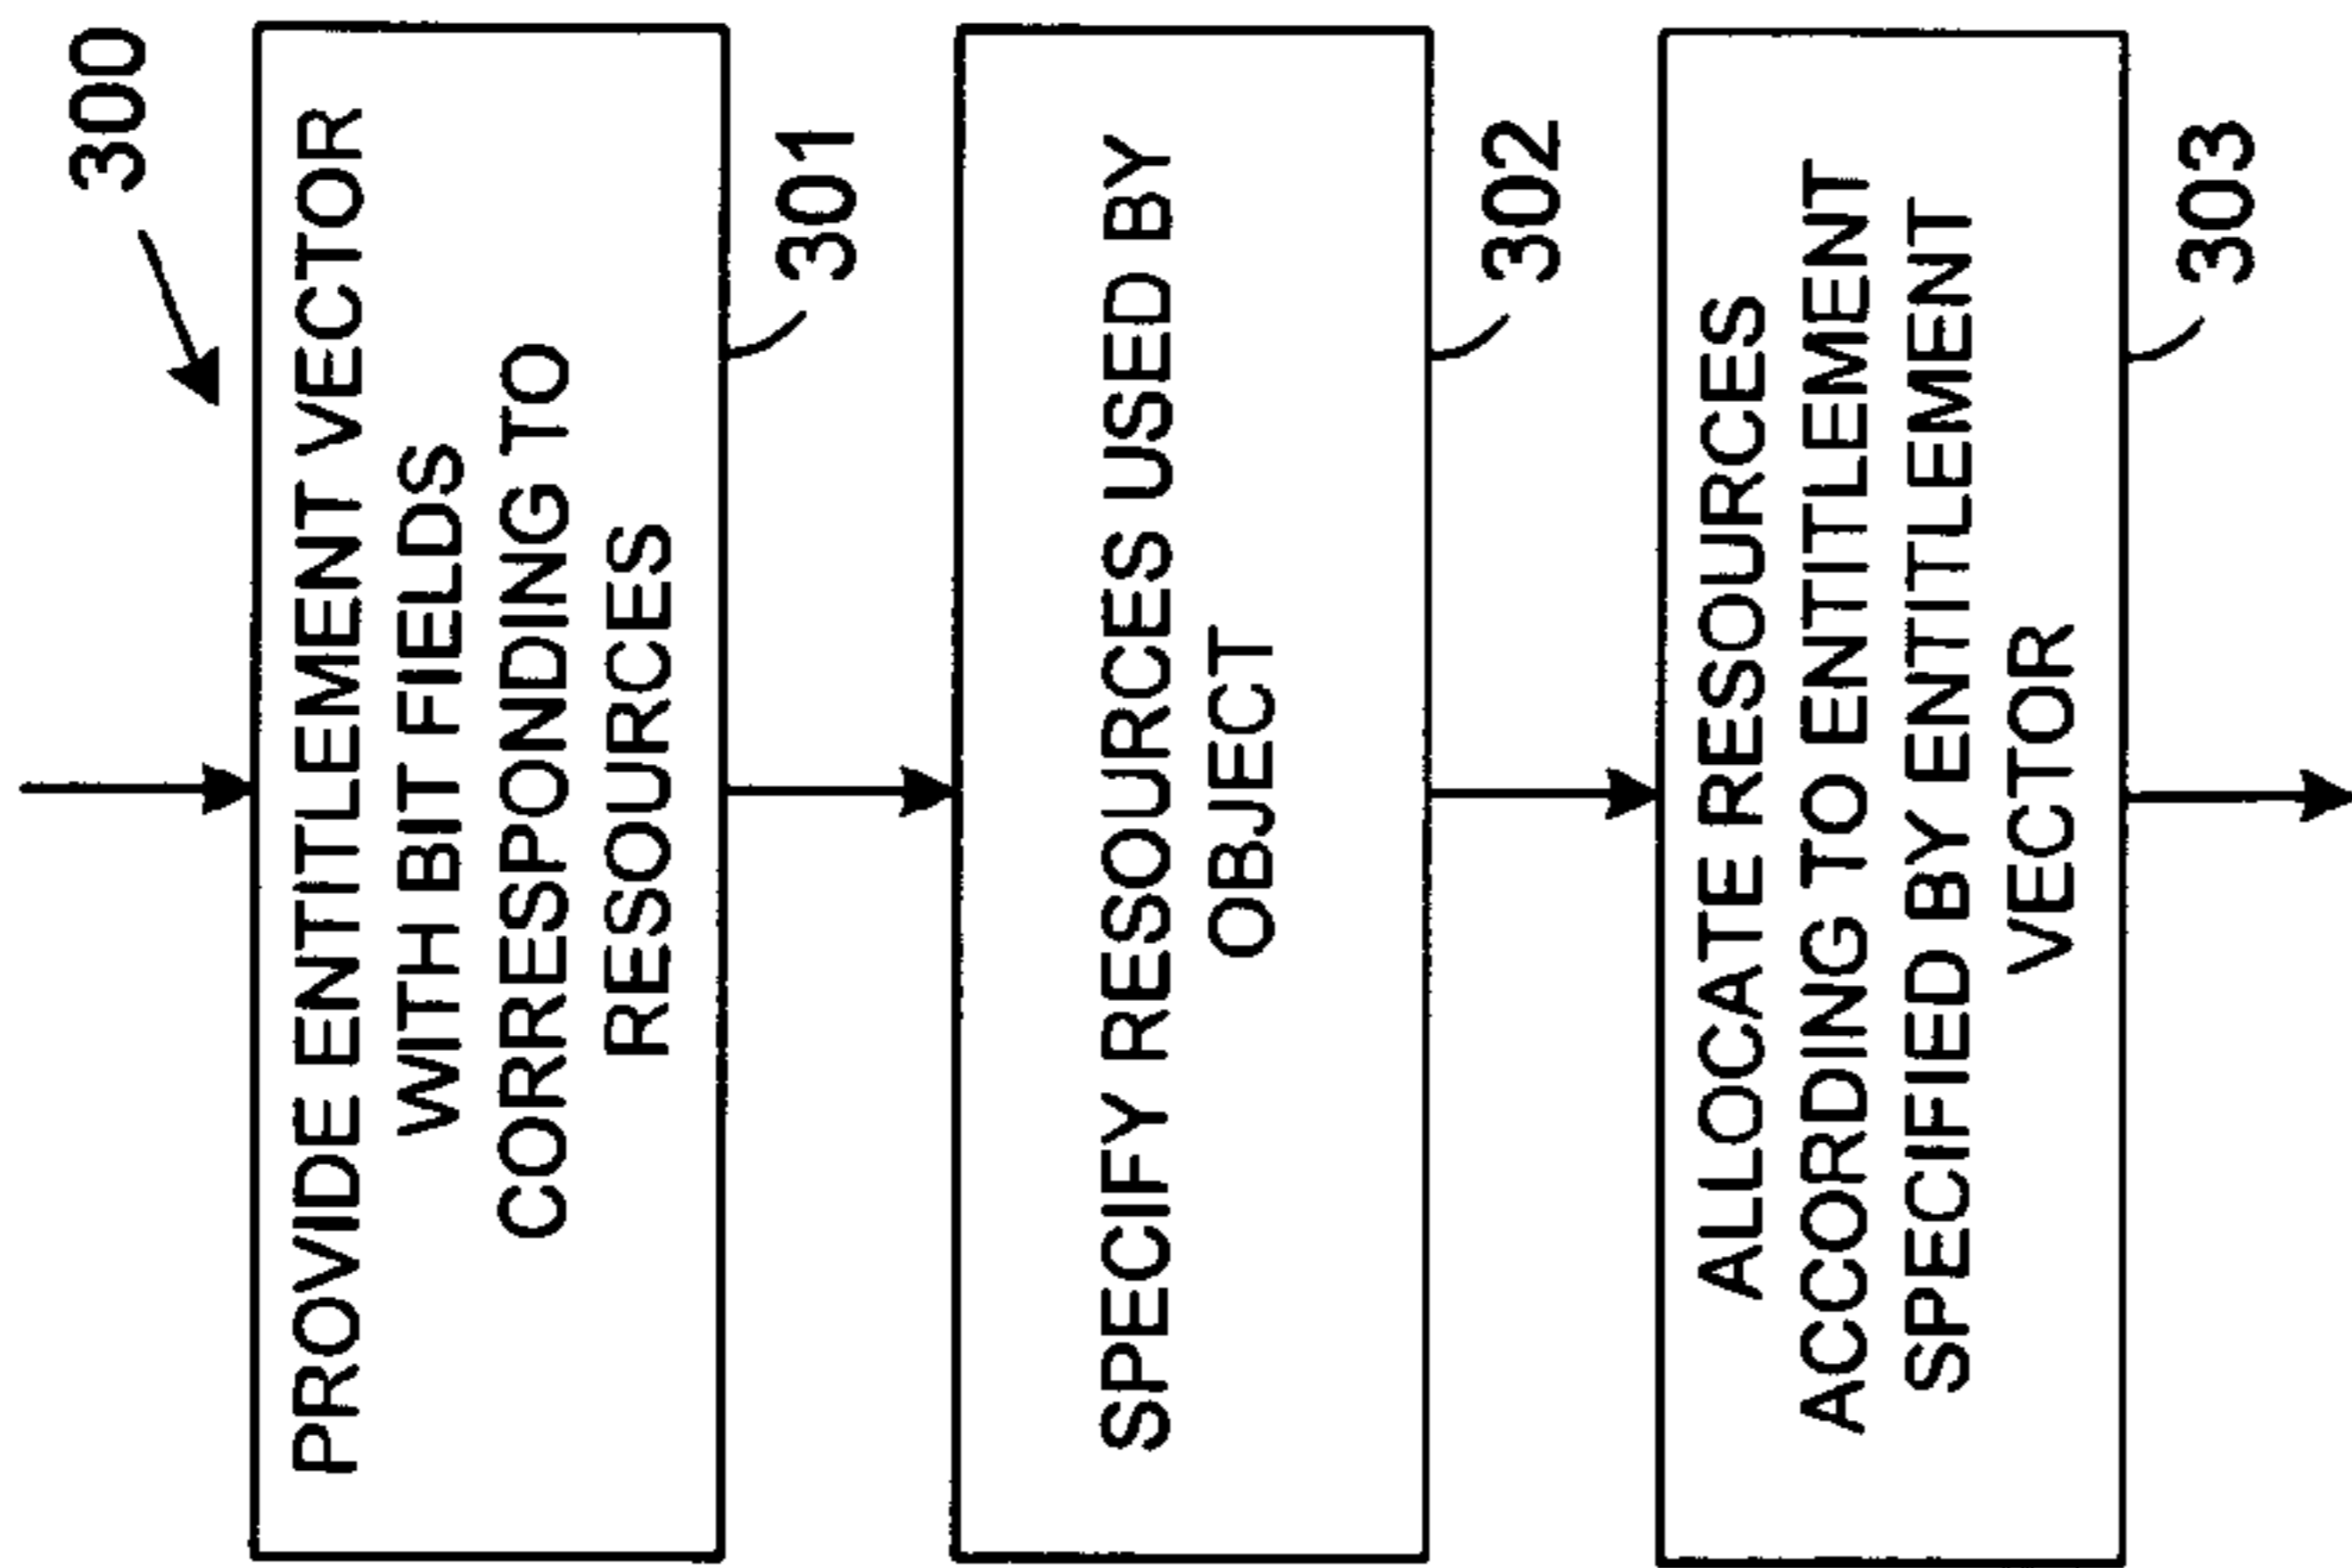 300
PROVIDE ENTITLEMENT VECTOR
WITH BIT FIELDS
CORRESPONDING TO
RESOURCES
301
SPECIFY RESOURCES USED BY
OBJECT
302
ALLOCATE RESOURCES
ACCORDING TO ENTITLEMENT
SPECIFIED BY ENTITLEMENT
VECTOR
303